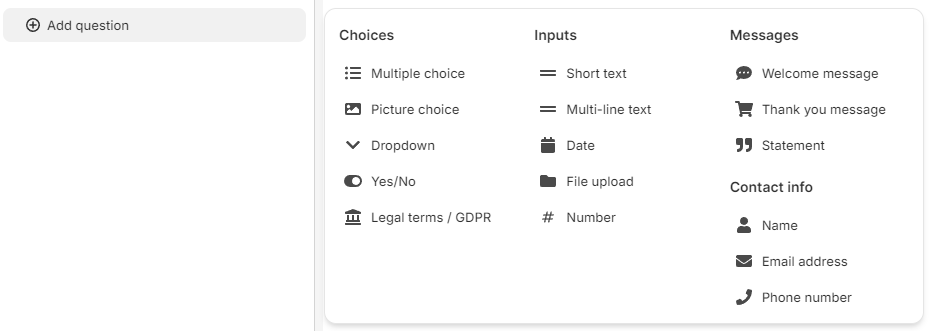 Add question
Choices
Multiple choice
Picture choice
Dropdown
Yes/No
Legal terms / GDPR
Inputs
Short text
Multi-line text
Date
File upload
Number
Messages
Welcome message
Thank you message
Statement
Contact info
Name
Email address
Phone number